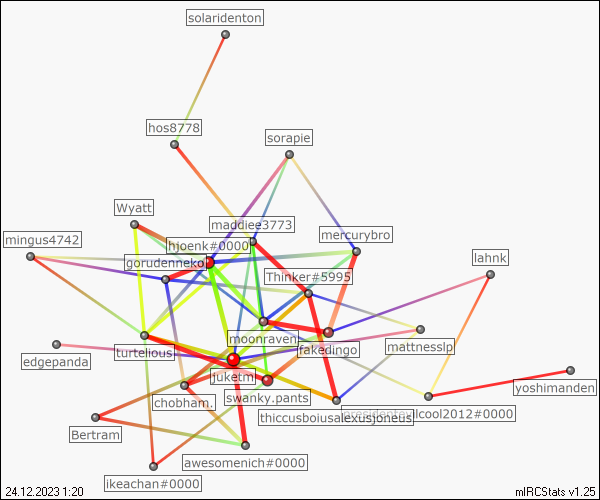 solaridenton
hos8778
sorapie
Wyatt
maddiee3773
mercurybro
mingus4742
hjoenk#0000
gorudenneko
Thinker#5995
lahnk
moonraven
fakedingo
turtelious
mattnesslp
edgepanda
juketm
chobham.
swanky.pants
yoshimanden
thiccusboiusalexusjoneus
cool2012#0000
Bertram
awesomenich#0000
ikeachan#0000
24.12.2023 1:20
mIRCStats v1.25